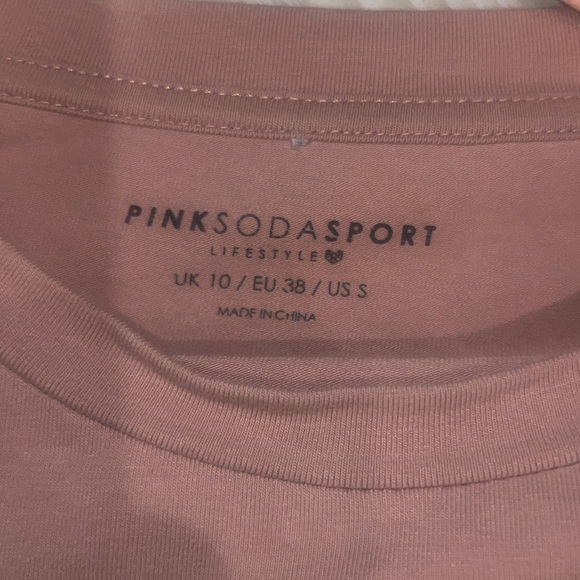 PINKSODASPORT
LIFESTYLE
UK 10 / EU 38 / US S
MADE IN CHINA